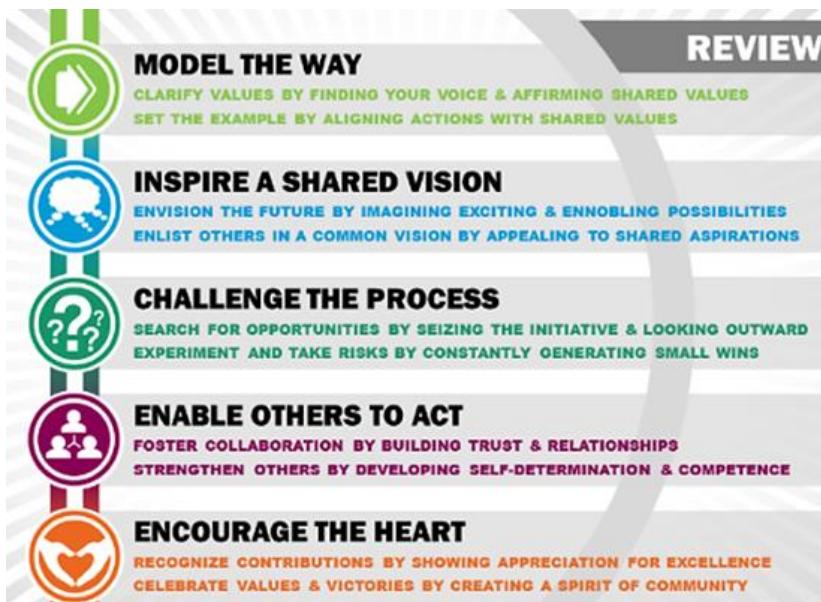 REVIEW
MODEL THE WAY
CLARIFY VALUES BY FINDING YOUR VOICE & AFFIRMING SHARED VALUES
SET THE EXAMPLE BY ALIGNING ACTIONS WITH SHARED VALUES
INSPIRE A SHARED VISION
ENVISION THE FUTURE BY IMAGINING EXCITING & ENNOBLING POSSIBILITIES
ENLIST OTHERS IN A COMMON VISION BY APPEALING TO SHARED ASPIRATIONS
CHALLENGE THE PROCESS
SEARCH FOR OPPORTUNITIES BY SEIZING THE INITIATIVE & LOOKING OUTWARD
EXPERIMENT AND TAKE RISKS BY CONSTANTLY GENERATING SMALL WINS
ENABLE OTHERS TO ACT
FOSTER COLLABORATION BY BUILDING TRUST & RELATIONSHIPS
STRENGTHEN OTHERS BY DEVELOPING SELF-DETERMINATION & COMPETENCE
ENCOURAGE THE HEART
RECOGNIZE CONTRIBUTIONS BY SHOWING APPRECIATION FOR EXCELLENCE
CELEBRATE VALUES & VICTORIES BY CREATING A SPIRIT OF COMMUNITY